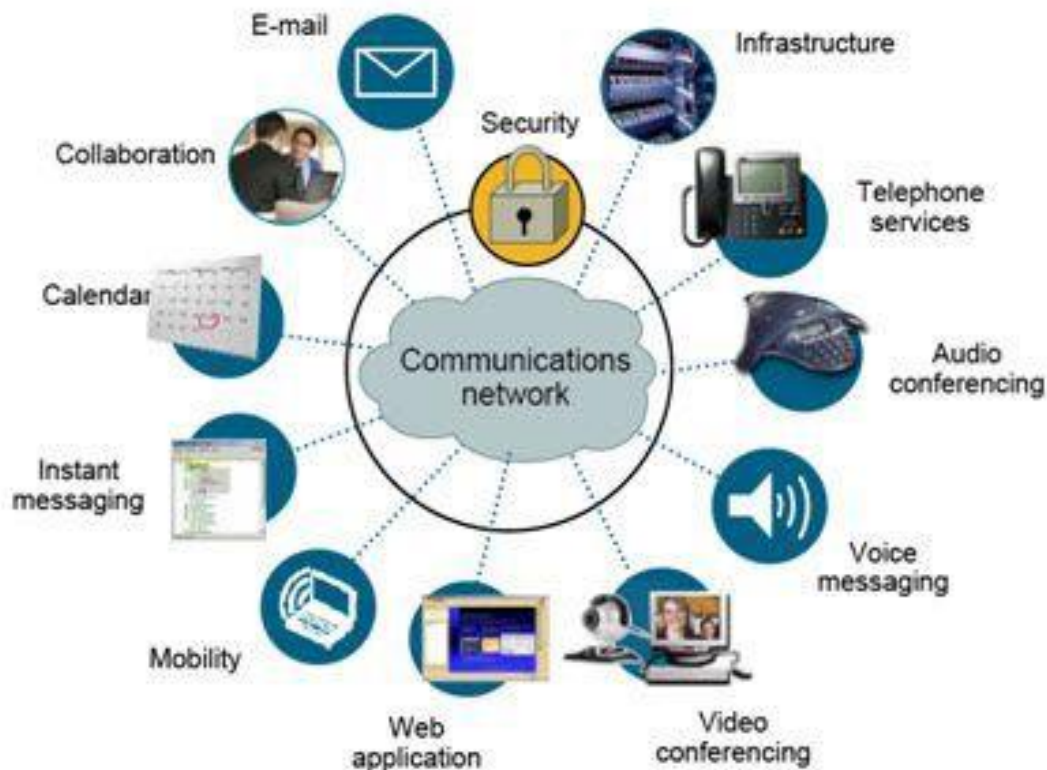 E-mail
Infrastructure
Security
Collaboration
Telephone
services
Calendar
Communications
network
Audio
conferencing
Instant
messaging
Voice
messaging
Mobility
Web
application
Video
conferencing